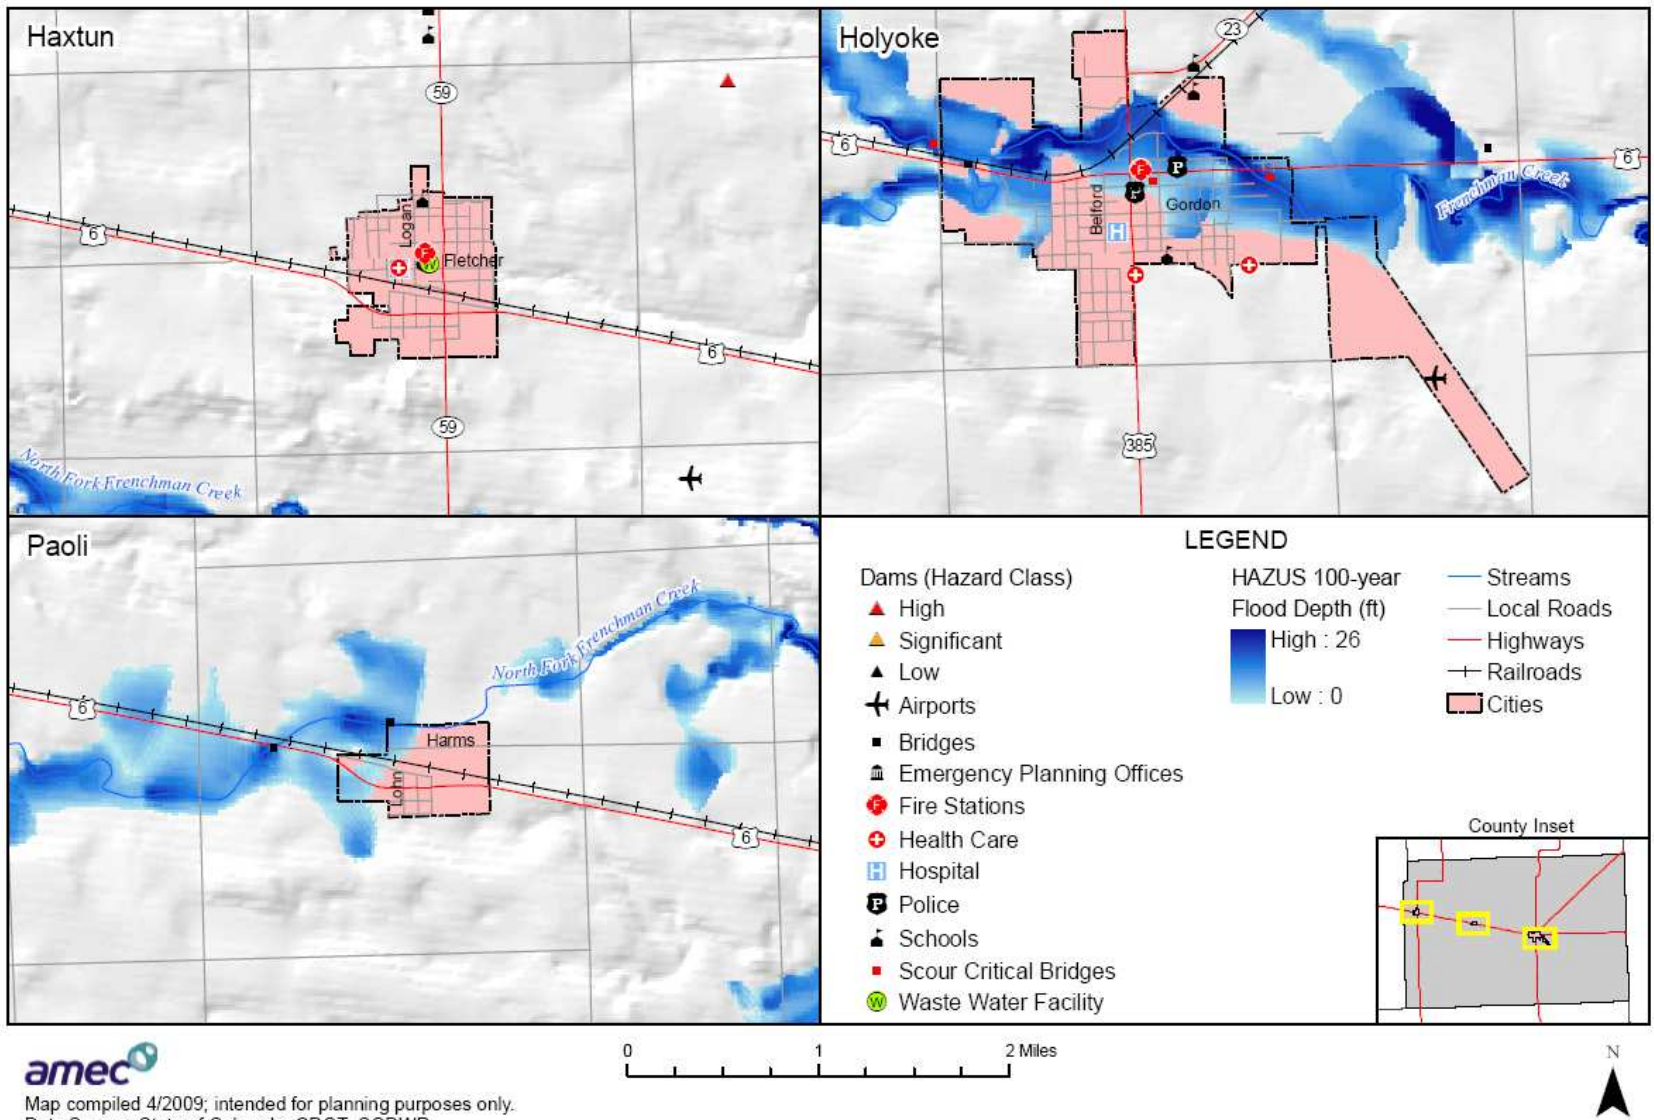 Haxtun
59
6
Logan
F
W
Fletcher
6
59
North Fork Frenchman Creek
Holyoke
23
6
F
P
6
P
Belford
Gordon
Frenchman Creek
H
385
Paoli
North Fork Frenchman Creek
6
Harms
Lohn
6
LEGEND
Dams (Hazard Class)
High
Significant
Low
Airports
Bridges
Emergency Planning Offices
F Fire Stations
Health Care
H Hospital
P Police
Schools
Scour Critical Bridges
W Waste Water Facility
HAZUS 100-year
Flood Depth (ft)
High : 26
Low : 0
Streams
Local Roads
Highways
Railroads
Cities
County Inset
amec
0 1 2 Miles
N
Map compiled 4/2009; intended for planning purposes only.